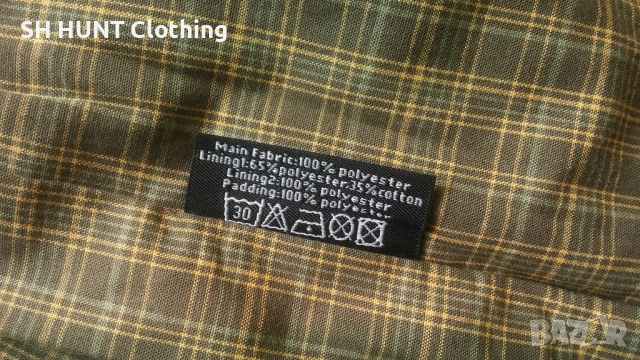 SH HUNT Clothing
Main Fabric:100% polyester
Lining1:65%polyester,35%cotton
Lining2:100% polyester
Padding:100% polyester
30
BAZAR